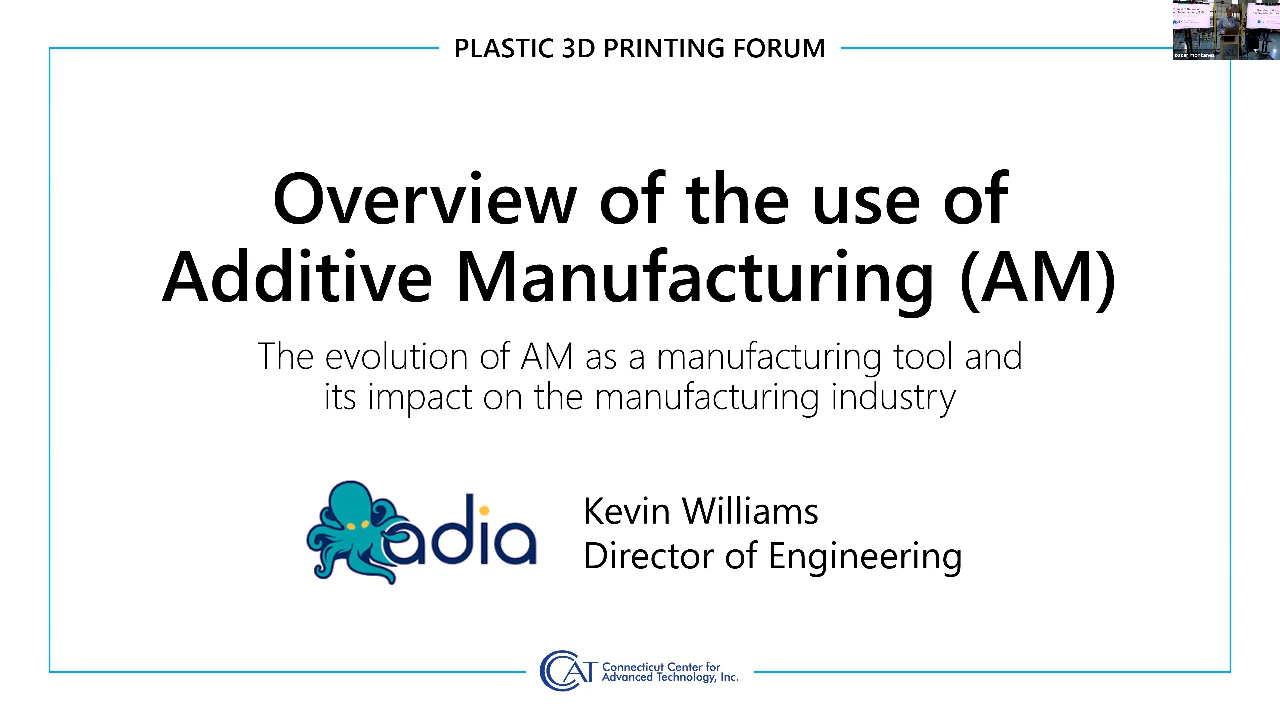 PLASTIC 3D PRINTING FORUM
Overview of the use of
Additive Manufacturing (AM)
The evolution of AM as a manufacturing tool and
its impact on the manufacturing industry
adia
Kevin Williams
Director of Engineering
CCAT
Connecticut Center for
Advanced Technology, Inc.